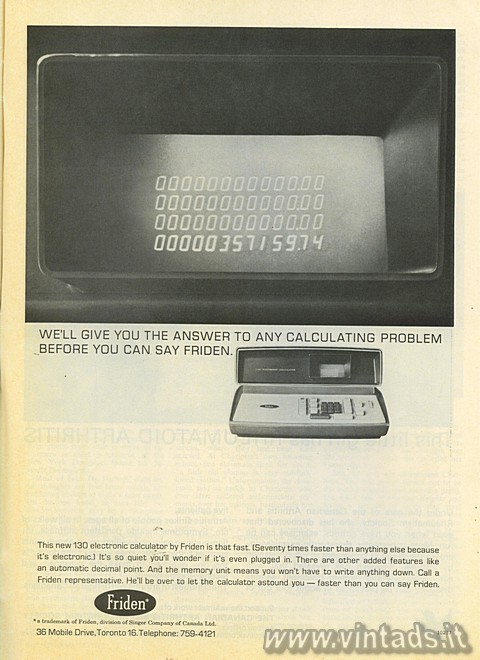 000000000000.00
000000000000.00
000000000000.00
00000357159.74
WE'LL GIVE YOU THE ANSWER TO ANY CALCULATING PROBLEM
BEFORE YOU CAN SAY FRIDEN.
This new 130 electronic calculator by Friden is that fast. (Seventy times faster than anything else because
it's electronic.) It's so quiet you'll wonder if it's even plugged in. There are other added features like
an automatic decimal point. And the memory unit means you won't have to write anything down. Call a
Friden representative. He'll be over to let the calculator astound you — faster than you can say Friden.
Friden*
*a trademark of Friden, division of Singer Company of Canada Ltd.
36 Mobile Drive, Toronto 16. Telephone: 759-4121
www.vintads.it